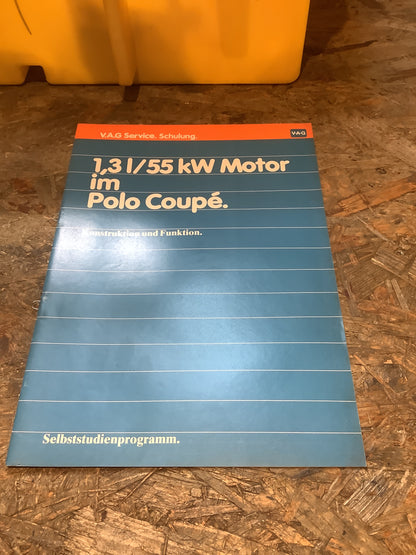 V.A.G Service. Schulung.
V·A·G
1,3 l/55 kW Motor
im
Polo Coupé.
Konstruktion und Funktion.
Selbststudienprogramm.